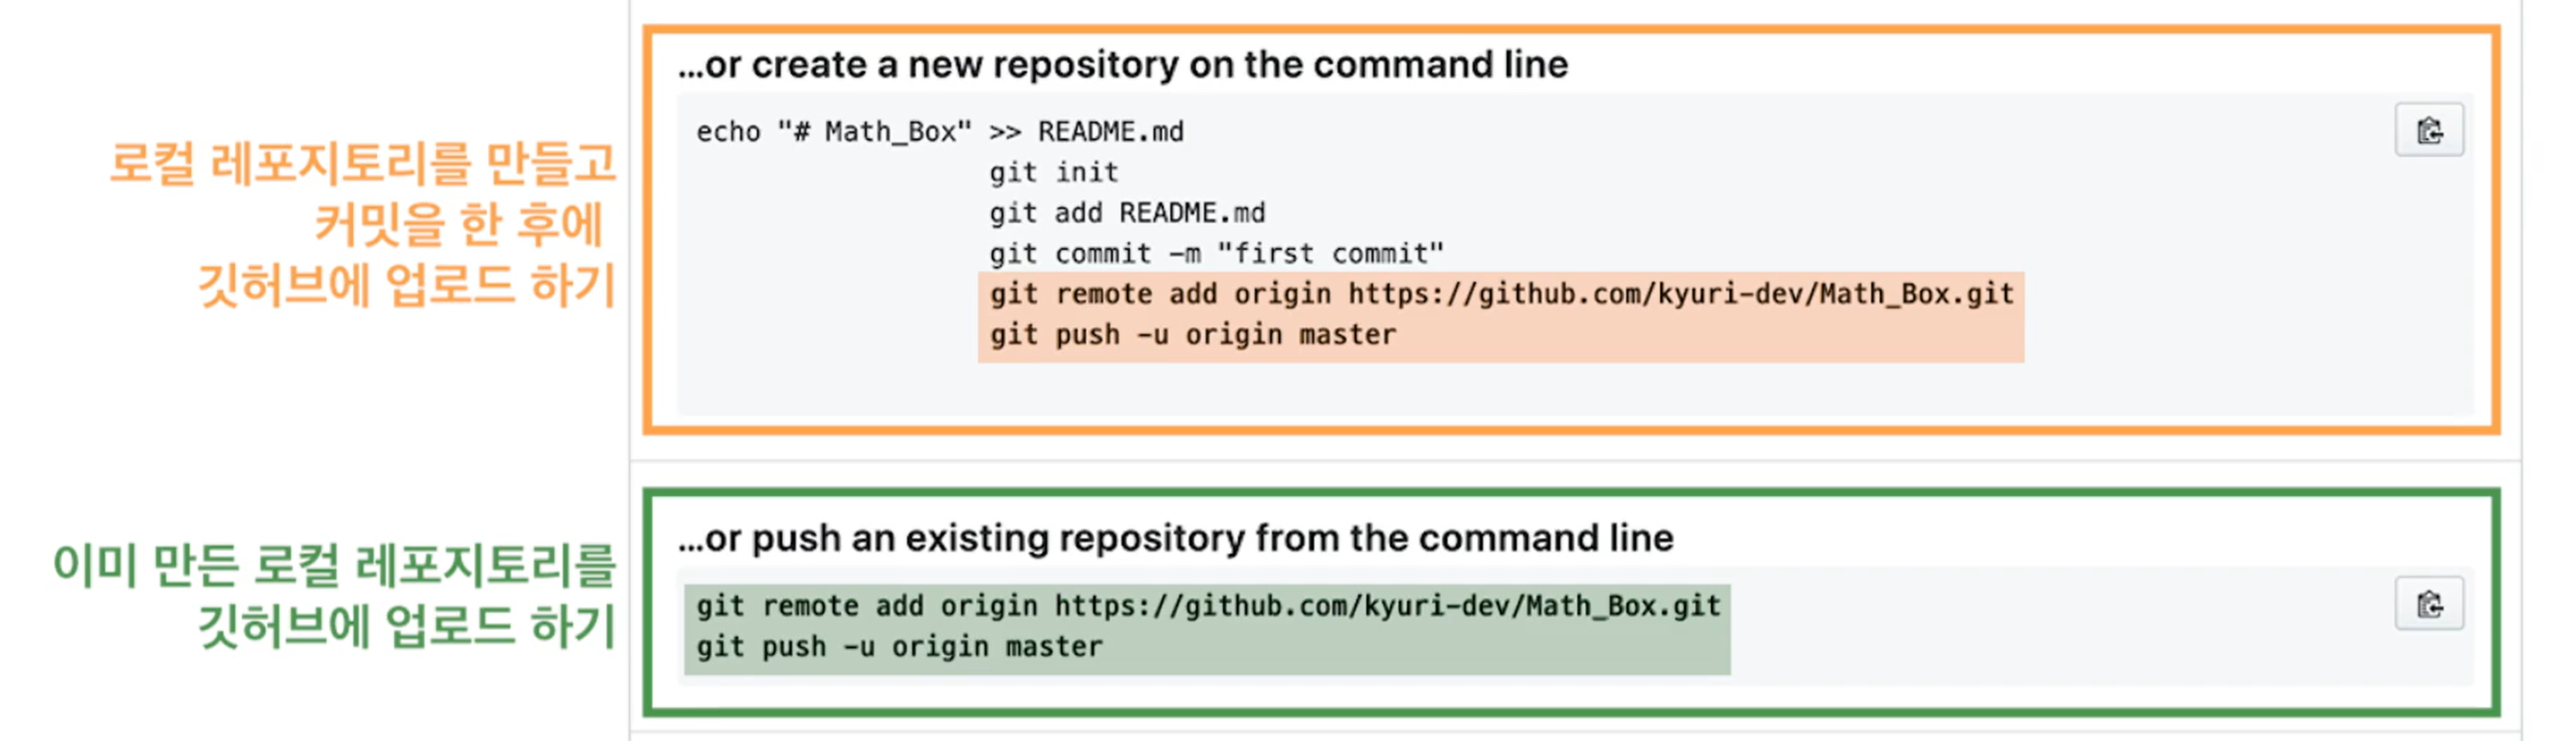 로컬 레포지토리를 만들고
커밋을 한 후에
깃허브에 업로드 하기
...or create a new repository on the command line
echo "# Math_Box" >> README.md
git init
git add README.md
git commit -m "first commit"
git remote add origin https://github.com/kyuri-dev/Math_Box.git
git push -u origin master
이미 만든 로컬 레포지토리를
깃허브에 업로드 하기
...or push an existing repository from the command line
git remote add origin https://github.com/kyuri-dev/Math_Box.git
git push -u origin master